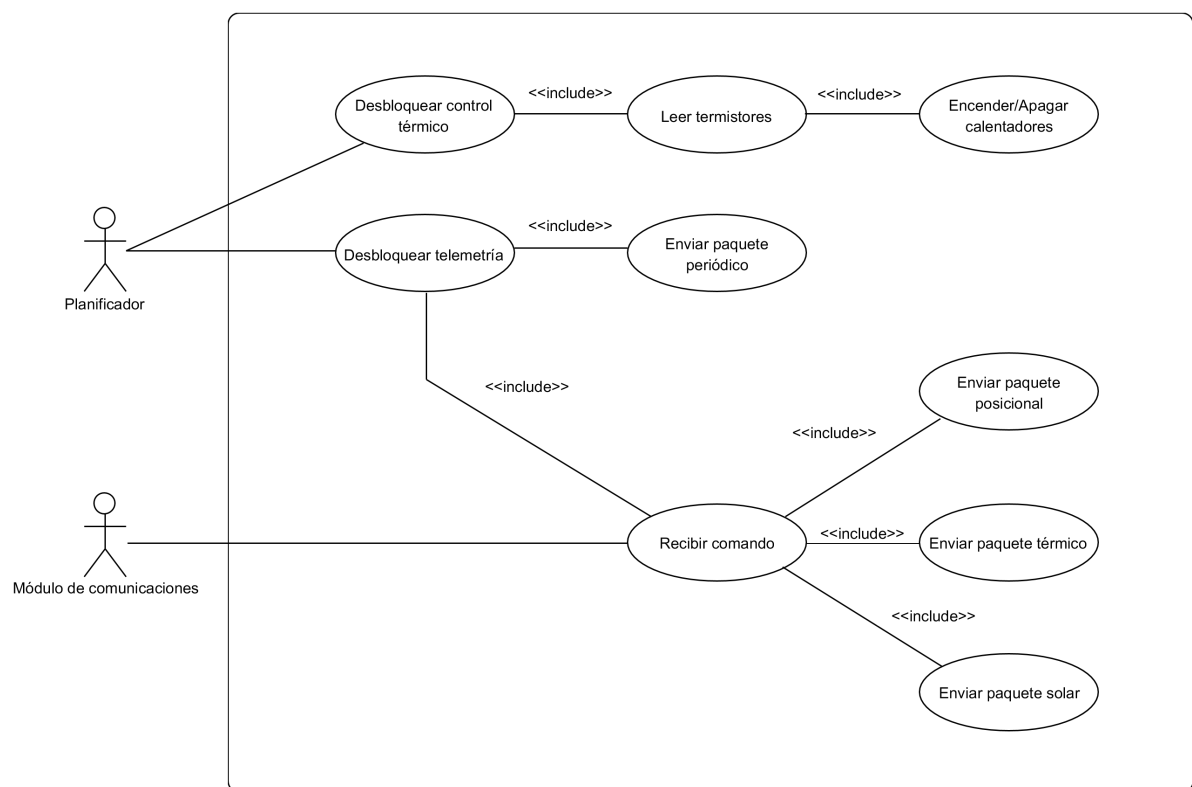 <<include>>
<<include>>
Desbloquear control
térmico
Leer termistores
Encender/Apagar
calentadores
<<include>>
Desbloquear telemetría
Enviar paquete
periódico
Planificador
<<include>>
Enviar paquete
posicional
<<include>>
Recibir comando
<<include>>
Enviar paquete térmico
Módulo de comunicaciones
<<include>>
Enviar paquete solar